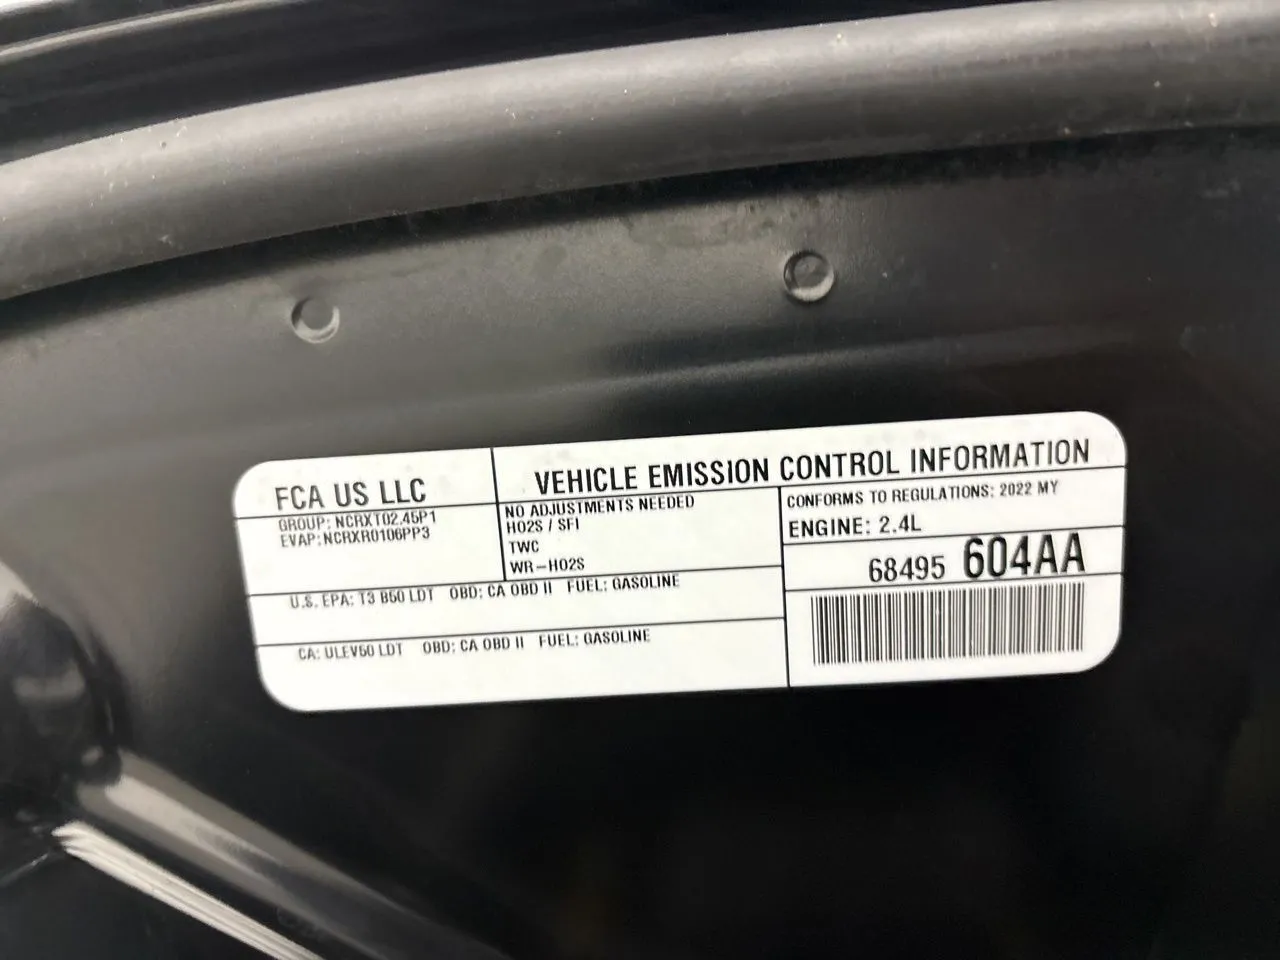 FCA US LLC
VEHICLE EMISSION CONTROL INFORMATION
GROUP: NCRXT02.45P1
EVAP: NCRXR0106PP3
NO ADJUSTMENTS NEEDED
HO2S / SFI
TWC
WR-HO2S
CONFORMS TO REGULATIONS: 2022 MY
ENGINE: 2.4L
68495 604AA
U.S. EPA: T3 B50 LDT OBD: CA OBD II FUEL: GASOLINE
CA: ULEV50 LDT OBD: CA OBD II FUEL: GASOLINE